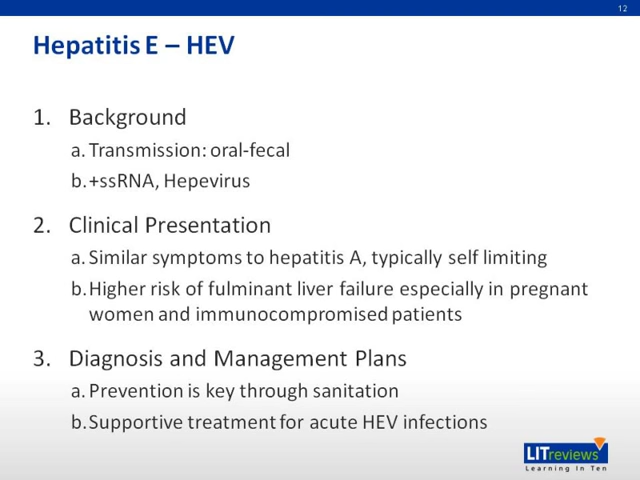 12
Hepatitis E – HEV
1. Background
a. Transmission: oral-fecal
b. +ssRNA, Hepevirus
2. Clinical Presentation
a. Similar symptoms to hepatitis A, typically self limiting
b. Higher risk of fulminant liver failure especially in pregnant
women and immunocompromised patients
3. Diagnosis and Management Plans
a. Prevention is key through sanitation
b. Supportive treatment for acute HEV infections
LITreviews
Learning In Ten